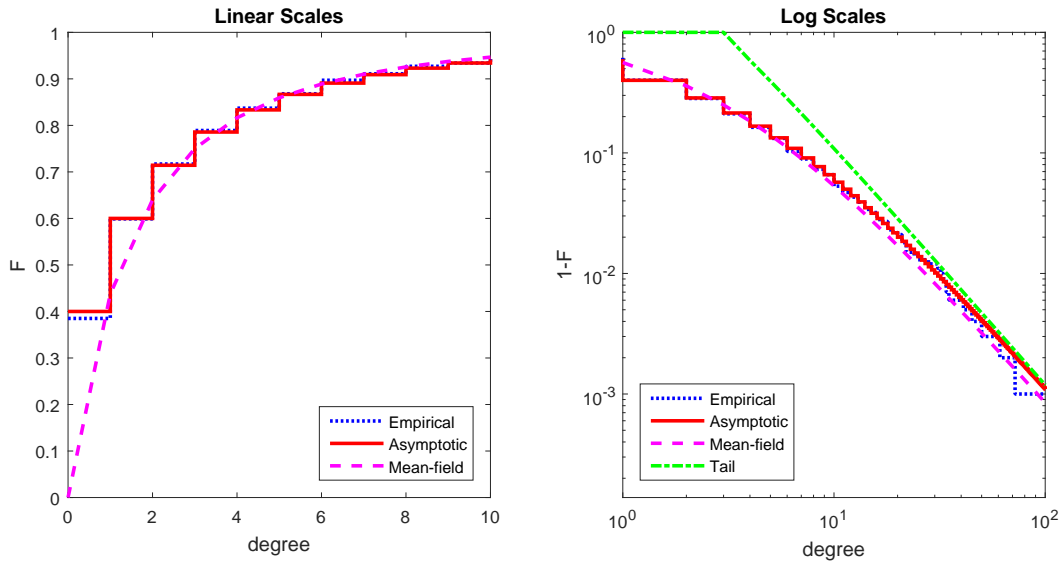 Linear Scales
1
0.9
0.8
0.7
0.6
0.5
0.4
0.3
0.2
0.1
0
F
0 2 4 6 8 10
degree
Empirical
Asymptotic
Mean-field
Log Scales
10^0
10^-1
10^-2
10^-3
1-F
10^0 10^1 10^2
degree
Empirical
Asymptotic
Mean-field
Tail